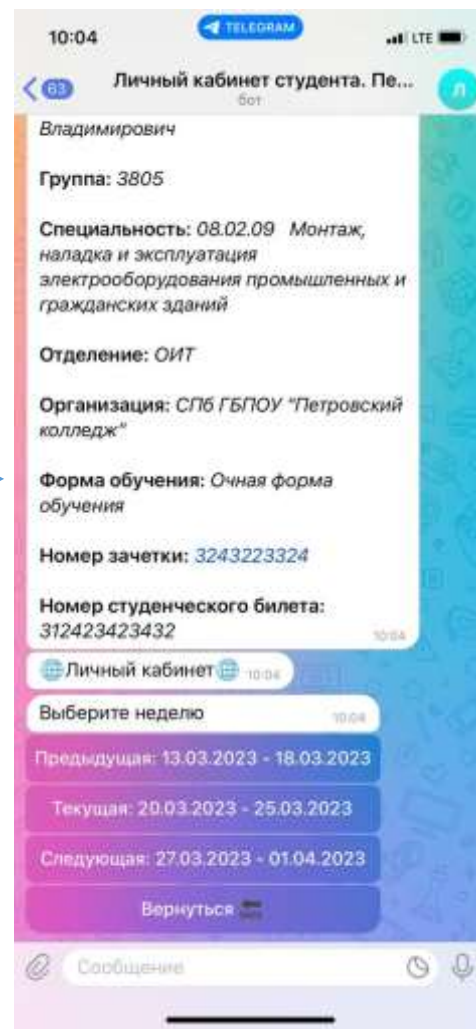 10:04
TELEGRAM
LTE
63
Личный кабинет студента. Пе...
бот
Л
Владимирович
Группа: 3805
Специальность: 08.02.09 Монтаж,
наладка и эксплуатация
электрооборудования промышленных и
гражданских зданий
Отделение: ОИТ
Организация: СПб ГБПОУ "Петровский
колледж"
Форма обучения: Очная форма
обучения
Номер зачетки: 3243223324
Номер студенческого билета:
312423423432
10:04
Личный кабинет 10:04
Выберите неделю 10:04
Предыдущая: 13.03.2023 - 18.03.2023
Текущая: 20.03.2023 - 25.03.2023
Следующая: 27.03.2023 - 01.04.2023
Вернуться
Сообщение